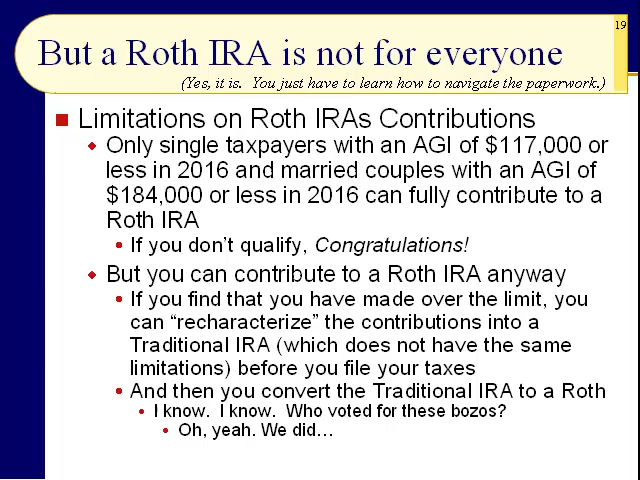 19
But a Roth IRA is not for everyone
(Yes, it is. You just have to learn how to navigate the paperwork.)
Limitations on Roth IRAs Contributions
Only single taxpayers with an AGI of $117,000 or
less in 2016 and married couples with an AGI of
$184,000 or less in 2016 can fully contribute to a
Roth IRA
If you don't qualify, Congratulations!
But you can contribute to a Roth IRA anyway
If you find that you have made over the limit, you
can “recharacterize” the contributions into a
Traditional IRA (which does not have the same
limitations) before you file your taxes
And then you convert the Traditional IRA to a Roth
I know. I know. Who voted for these bozos?
Oh, yeah. We did…